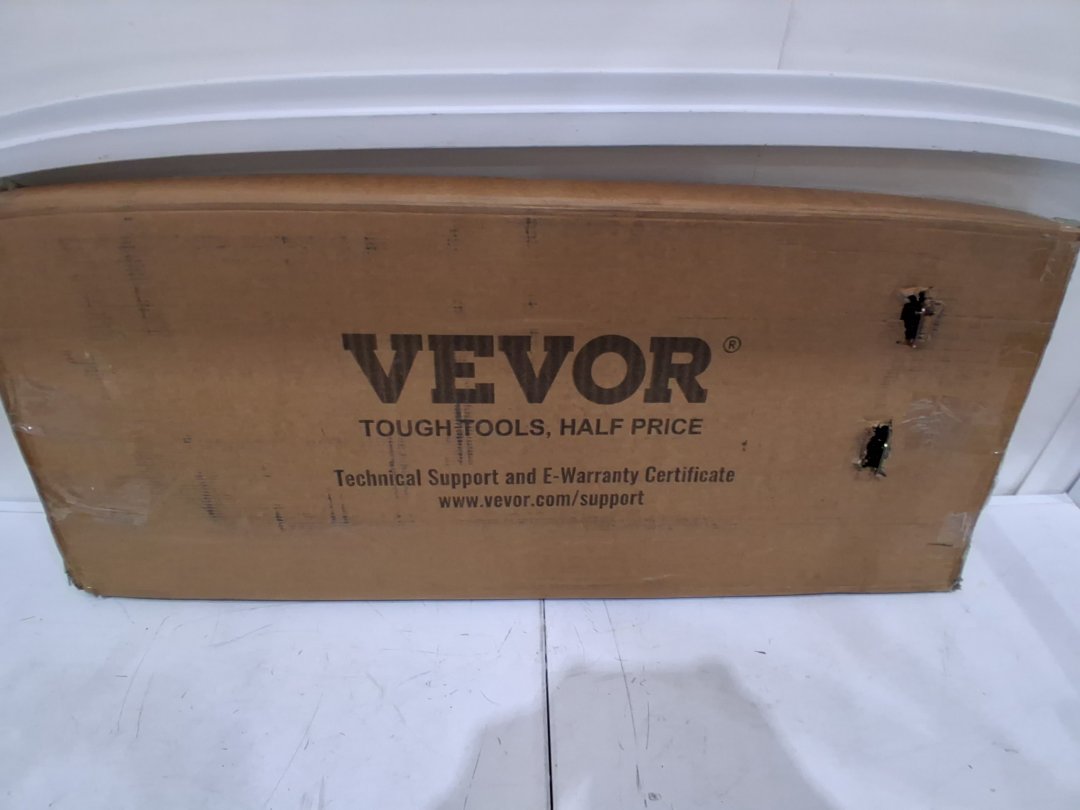 VEVOR®
TOUGH TOOLS, HALF PRICE
Technical Support and E-Warranty Certificate
www.vevor.com/support